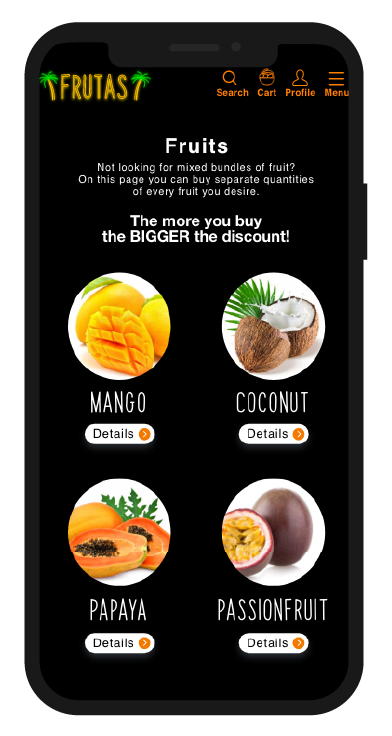 FRUTAS
Search Cart Profile Menu
Fruits
Not looking for mixed bundles of fruit?
On this page you can buy separate quantities
of every fruit you desire.
The more you buy
the BIGGER the discount!
MANGO COCONUT
Details Details
PAPAYA PASSIONFRUIT
Details Details